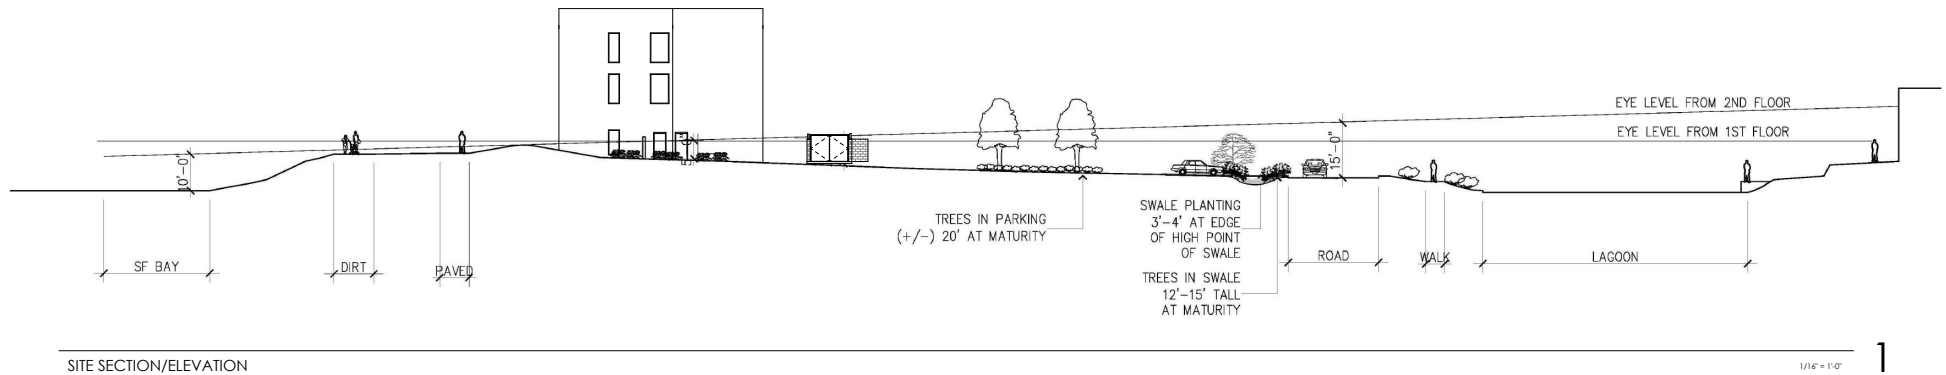 EYE LEVEL FROM 2ND FLOOR
EYE LEVEL FROM 1ST FLOOR
10'-0"
15'-0"
TREES IN PARKING
(+/-) 20' AT MATURITY
SWALE PLANTING
3'-4' AT EDGE
OF HIGH POINT
OF SWALE
TREES IN SWALE
12'-15' TALL
AT MATURITY
SF BAY
DIRT
PAVED
ROAD
WALK
LAGOON
SITE SECTION/ELEVATION
1/16" = 1'-0"
1